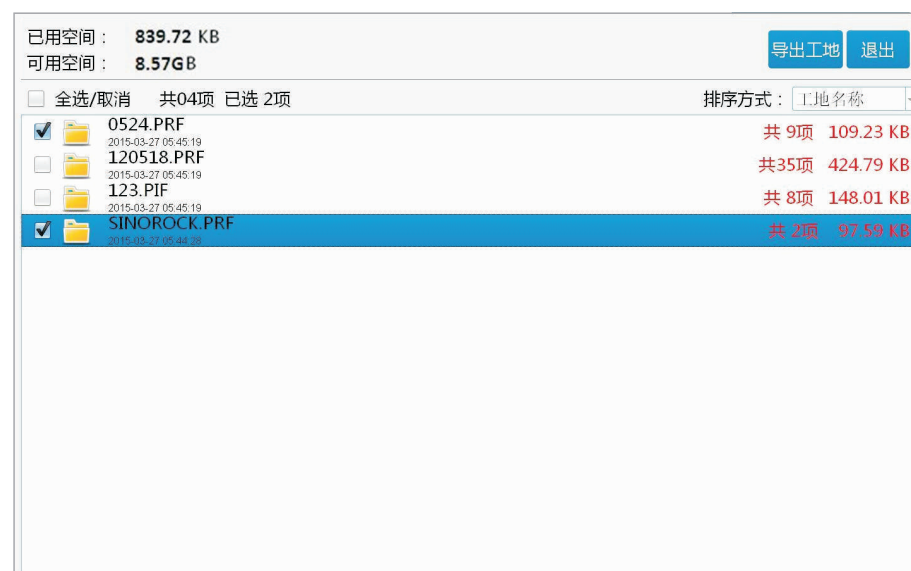 已用空间： 839.72 KB
可用空间： 8.57GB
导出工地 退出
全选/取消 共04项 已选 2项 排序方式： 工地名称
0524.PRF 共 9项 109.23 KB
2015-03-27 05:45:19
120518.PRF 共35项 424.79 KB
2015-03-27 05:45:19
123.PIF 共 8项 148.01 KB
2015-03-27 05:45:19
SINOROCK.PRF 共 2项 97.59 KB
2015-03-27 05:44:28